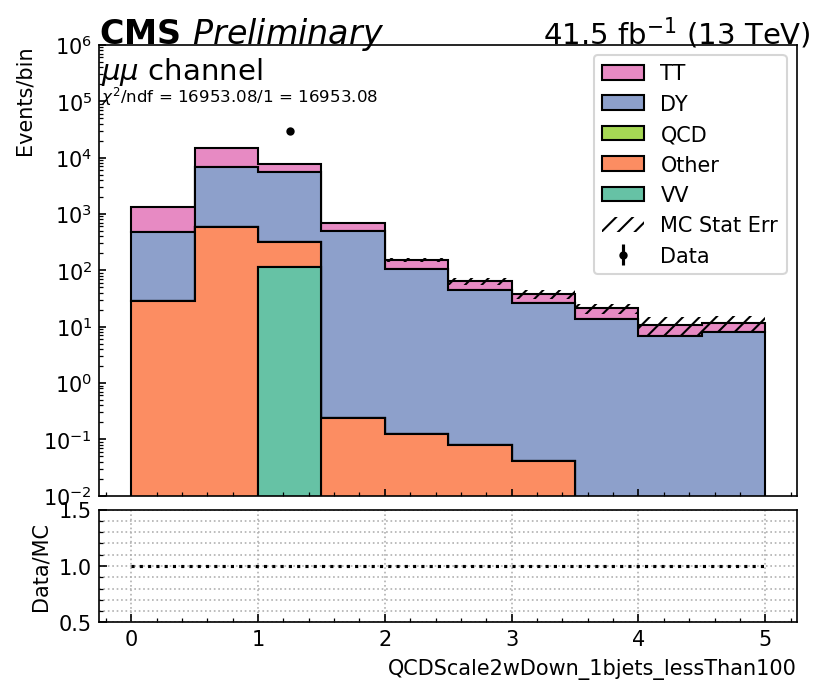 CMS Preliminary 41.5 fb⁻¹ (13 TeV)
μμ channel
χ²/ndf = 16953.08/1 = 16953.08
Events/bin
10⁶
10⁵
10⁴
10³
10²
10¹
10⁰
10⁻¹
10⁻²
TT
DY
QCD
Other
VV
MC Stat Err
Data
Data/MC
1.5
1.0
0.5
0 1 2 3 4 5
QCDScale2wDown_1bjets_lessThan100